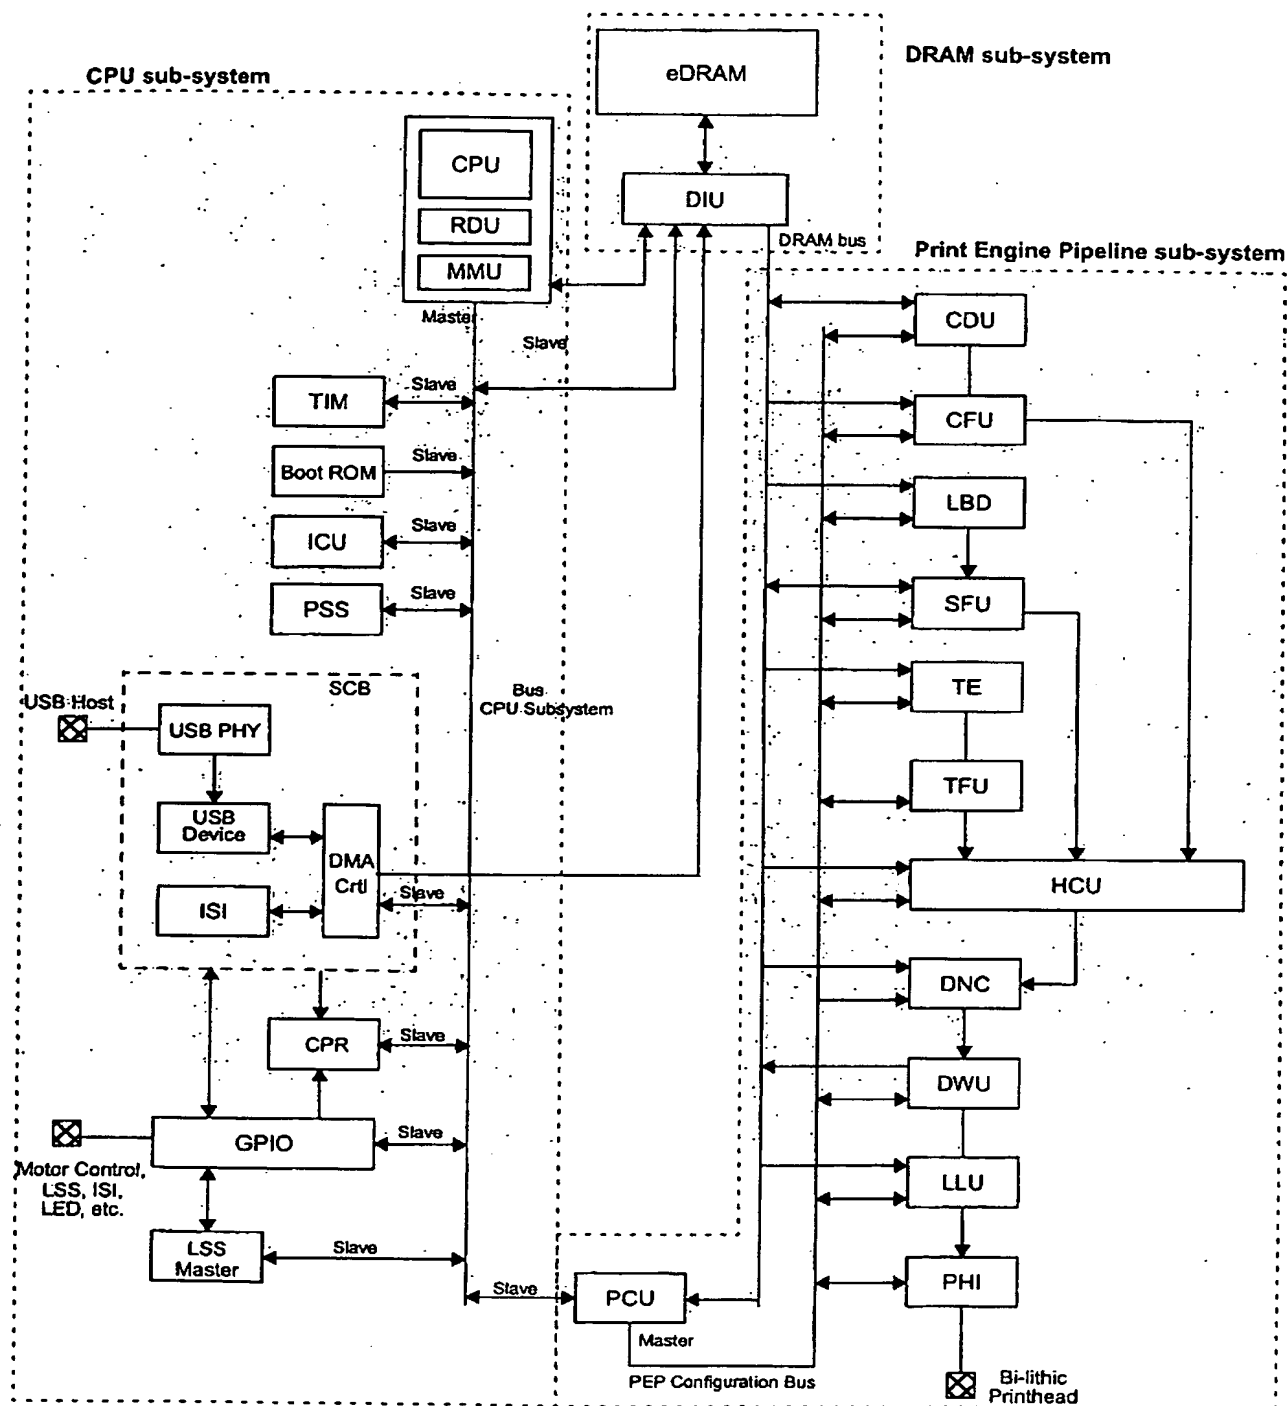 CPU sub-system
DRAM sub-system
eDRAM
CPU
RDU
MMU
DIU
DRAM bus
Print Engine Pipeline sub-system
Master
Slave
TIM
Slave
Boot ROM
Slave
ICU
Slave
PSS
Slave
SCB
USB Host
USB PHY
USB
Device
DMA
Crtl
ISI
Slave
Bus
CPU Subsystem
CPR
Slave
GPIO
Slave
Motor Control,
LSS, ISI,
LED, etc.
LSS
Master
Slave
Slave
PCU
Master
PEP Configuration Bus
CDU
CFU
LBD
SFU
TE
TFU
HCU
DNC
DWU
LLU
PHI
Bi-lithic
Printhead